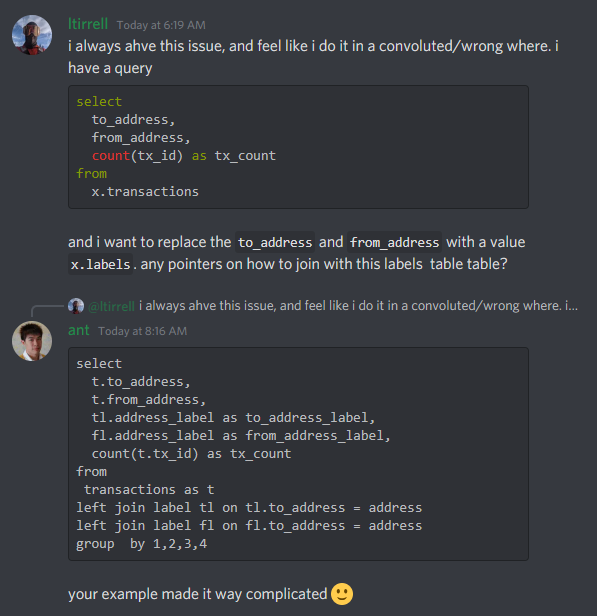 ltirrell Today at 6:19 AM
i always ahve this issue, and feel like i do it in a convoluted/wrong where. i
have a query
select
to_address,
from_address,
count(tx_id) as tx_count
from
x.transactions
and i want to replace the to_address and from_address with a value
x.labels. any pointers on how to join with this labels table table?
@ltirrell i always ahve this issue, and feel like i do it in a convoluted/wrong where. i...
ant Today at 8:16 AM
select
t.to_address,
t.from_address,
tl.address_label as to_address_label,
fl.address_label as from_address_label,
count(t.tx_id) as tx_count
from
transactions as t
left join label tl on tl.to_address = address
left join label fl on fl.to_address = address
group by 1,2,3,4
your example made it way complicated 🙂